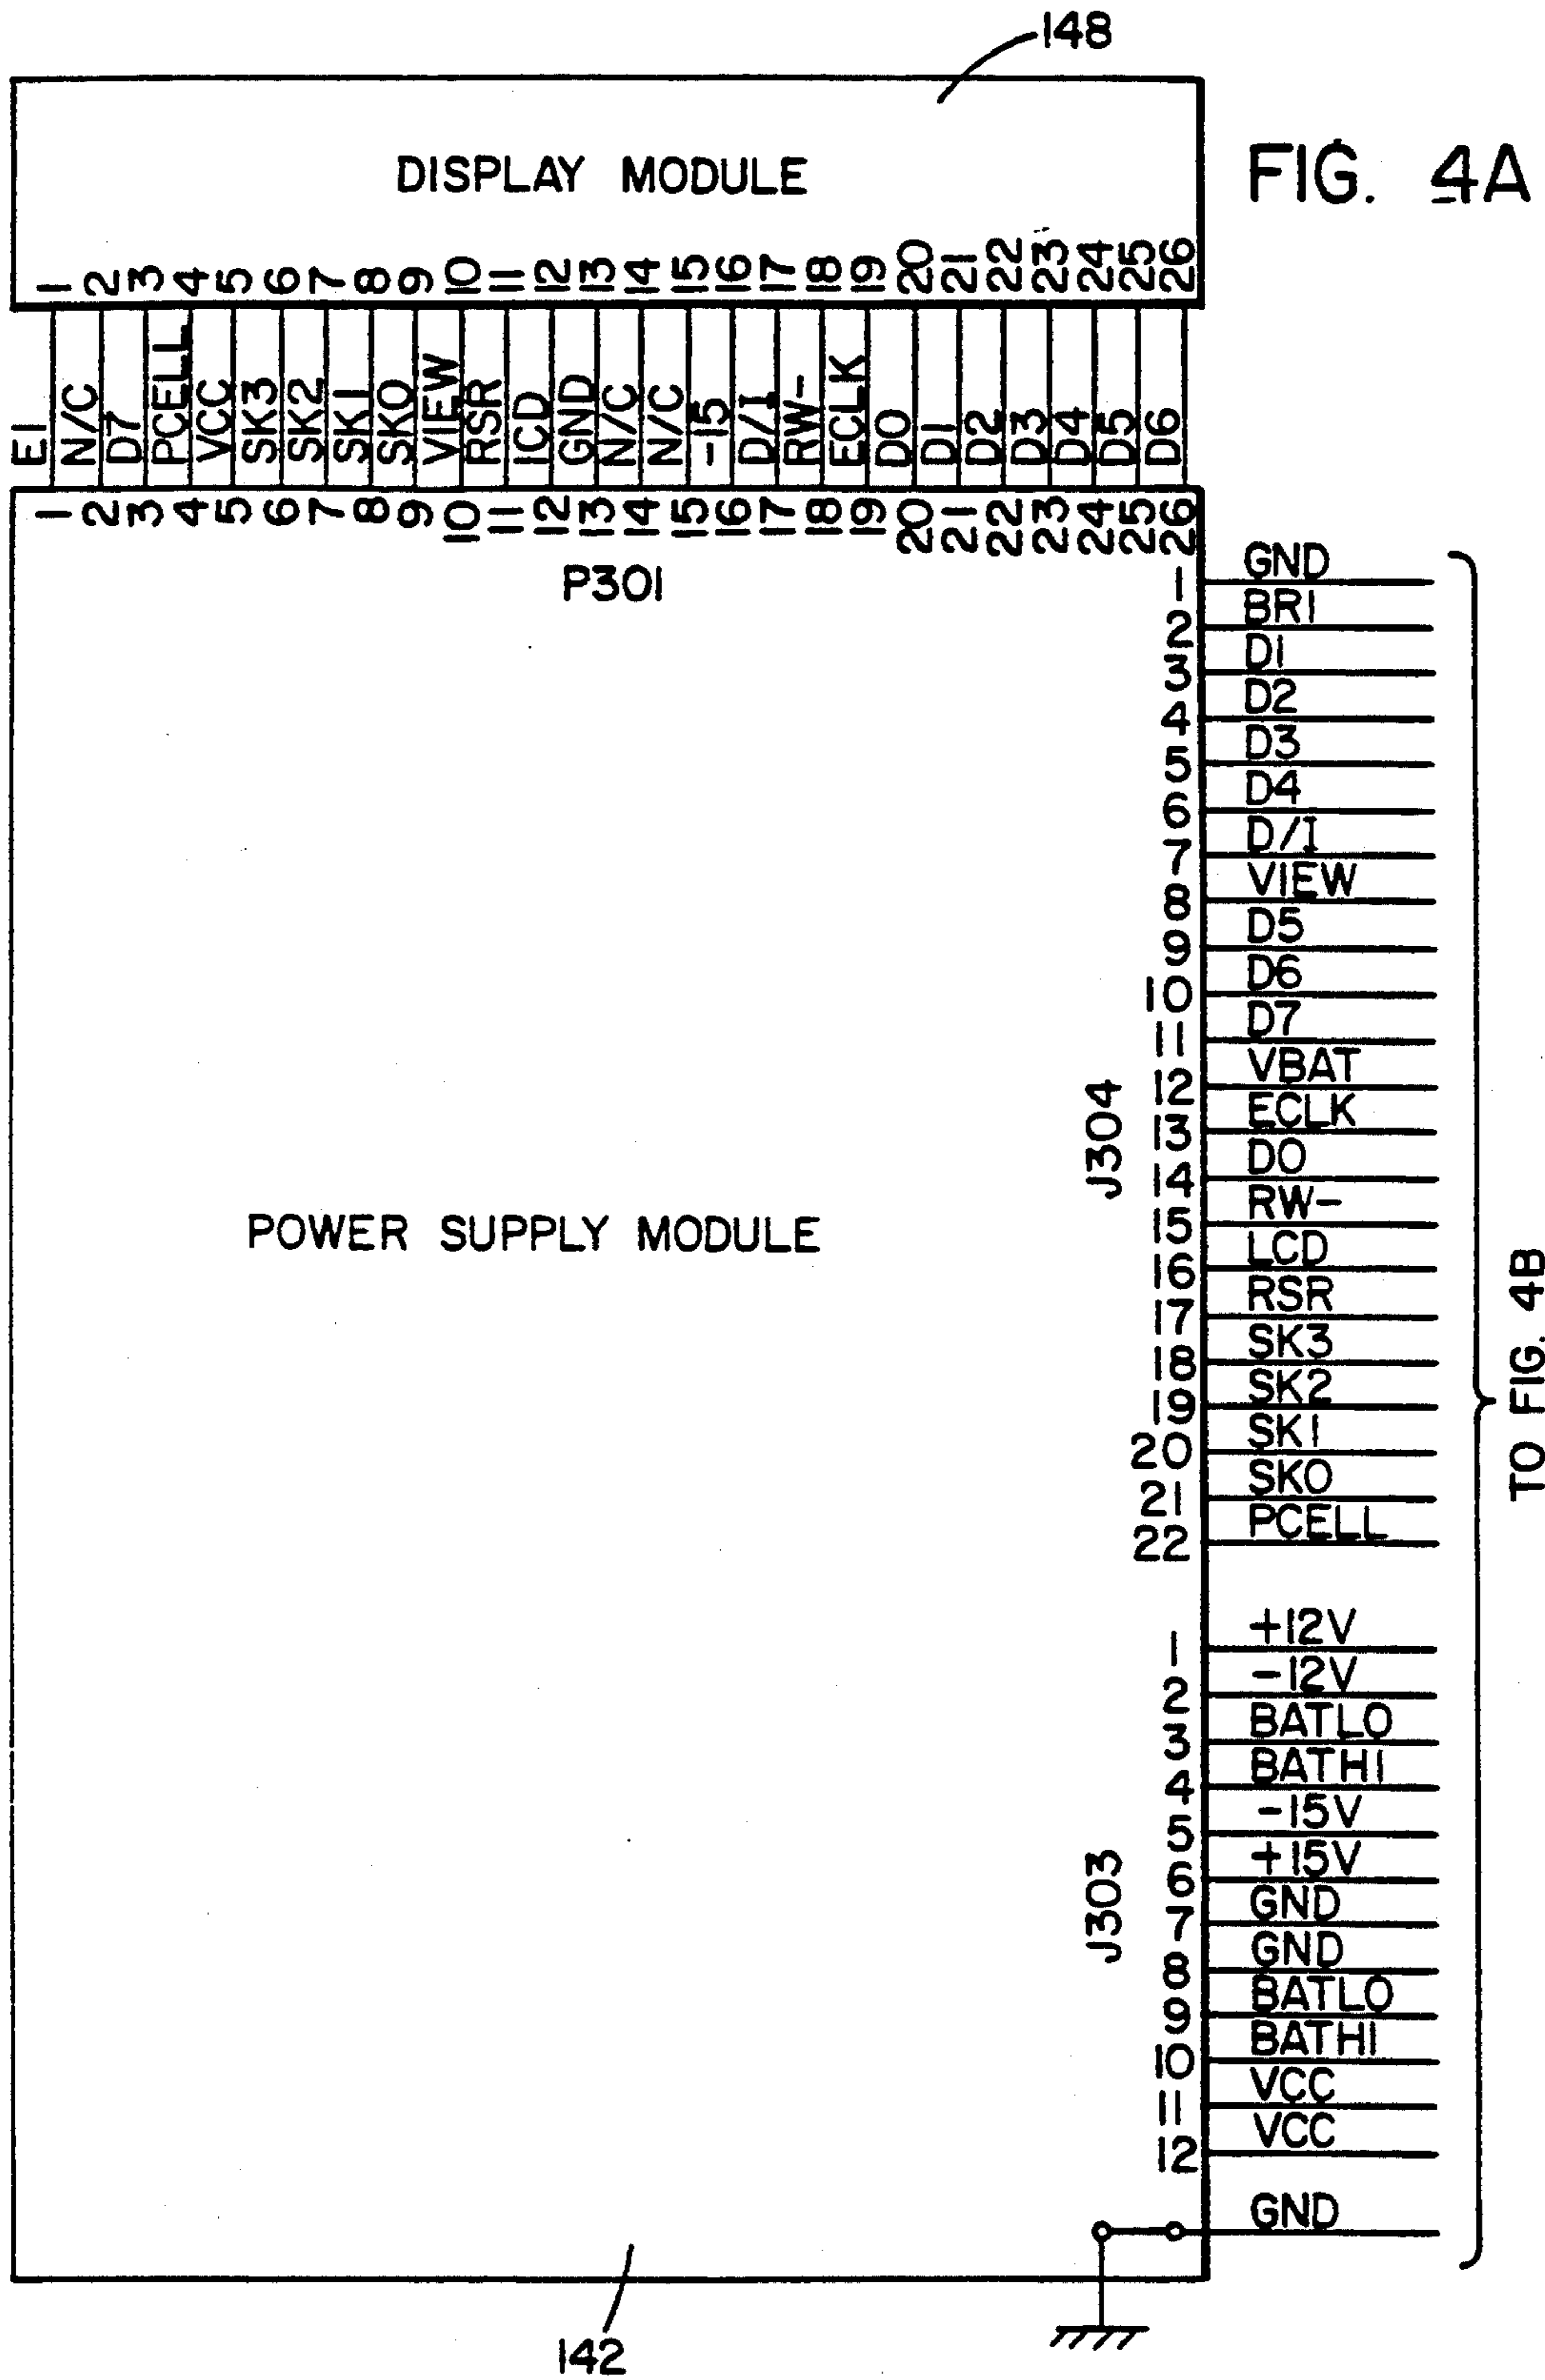 148
DISPLAY MODULE
FIG. 4A
1 2 3 4 5 6 7 8 9 10 11 12 13 14 15 16 17 18 19 20 21 22 23 24 25 26
E1 N/C D7 PCELL VCC SK3 SK2 SK1 SK0 VIEW RSR ICD GND N/C N/C -15 D/I RW- ECLK D0 D1 D2 D3 D4 D5 D6
1 2 3 4 5 6 7 8 9 10 11 12 13 14 15 16 17 18 19 20 21 22 23 24 25 26
P301
1 GND
2 BR1
3 D1
4 D2
5 D3
6 D4
7 D/I
8 VIEW
9 D5
10 D6
11 D7
12 VBAT
13 ECLK
14 D0
15 RW-
16 LCD
17 RSR
18 SK3
19 SK2
20 SK1
21 SK0
22 PCELL
J304
POWER SUPPLY MODULE
TO FIG. 4B
1 +12V
2 -12V
3 BATLO
4 BATHI
5 -15V
6 +15V
7 GND
8 GND
9 BATLO
10 BATHI
11 VCC
12 VCC
J303
GND
142